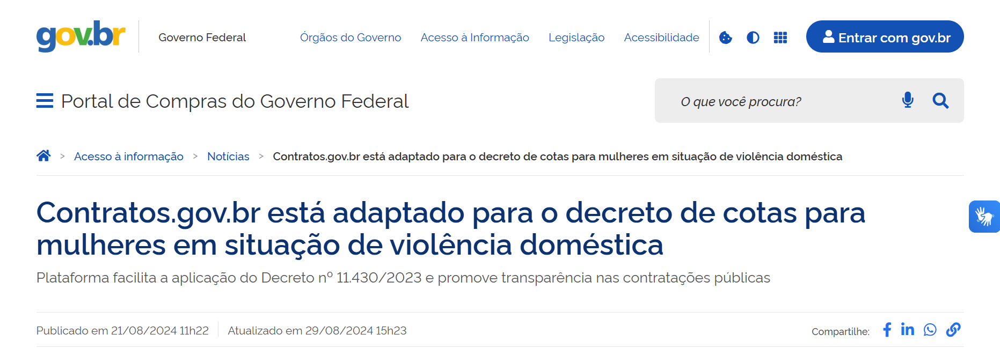 gov.br
Governo Federal
Órgãos do Governo
Acesso à Informação
Legislação
Acessibilidade
Entrar com gov.br
Portal de Compras do Governo Federal
O que você procura?
> Acesso à informação > Notícias > Contratos.gov.br está adaptado para o decreto de cotas para mulheres em situação de violência doméstica
Contratos.gov.br está adaptado para o decreto de cotas para
mulheres em situação de violência doméstica
Plataforma facilita a aplicação do Decreto nº 11.430/2023 e promove transparência nas contratações públicas
Publicado em 21/08/2024 11h22
Atualizado em 29/08/2024 15h23
Compartilhe: